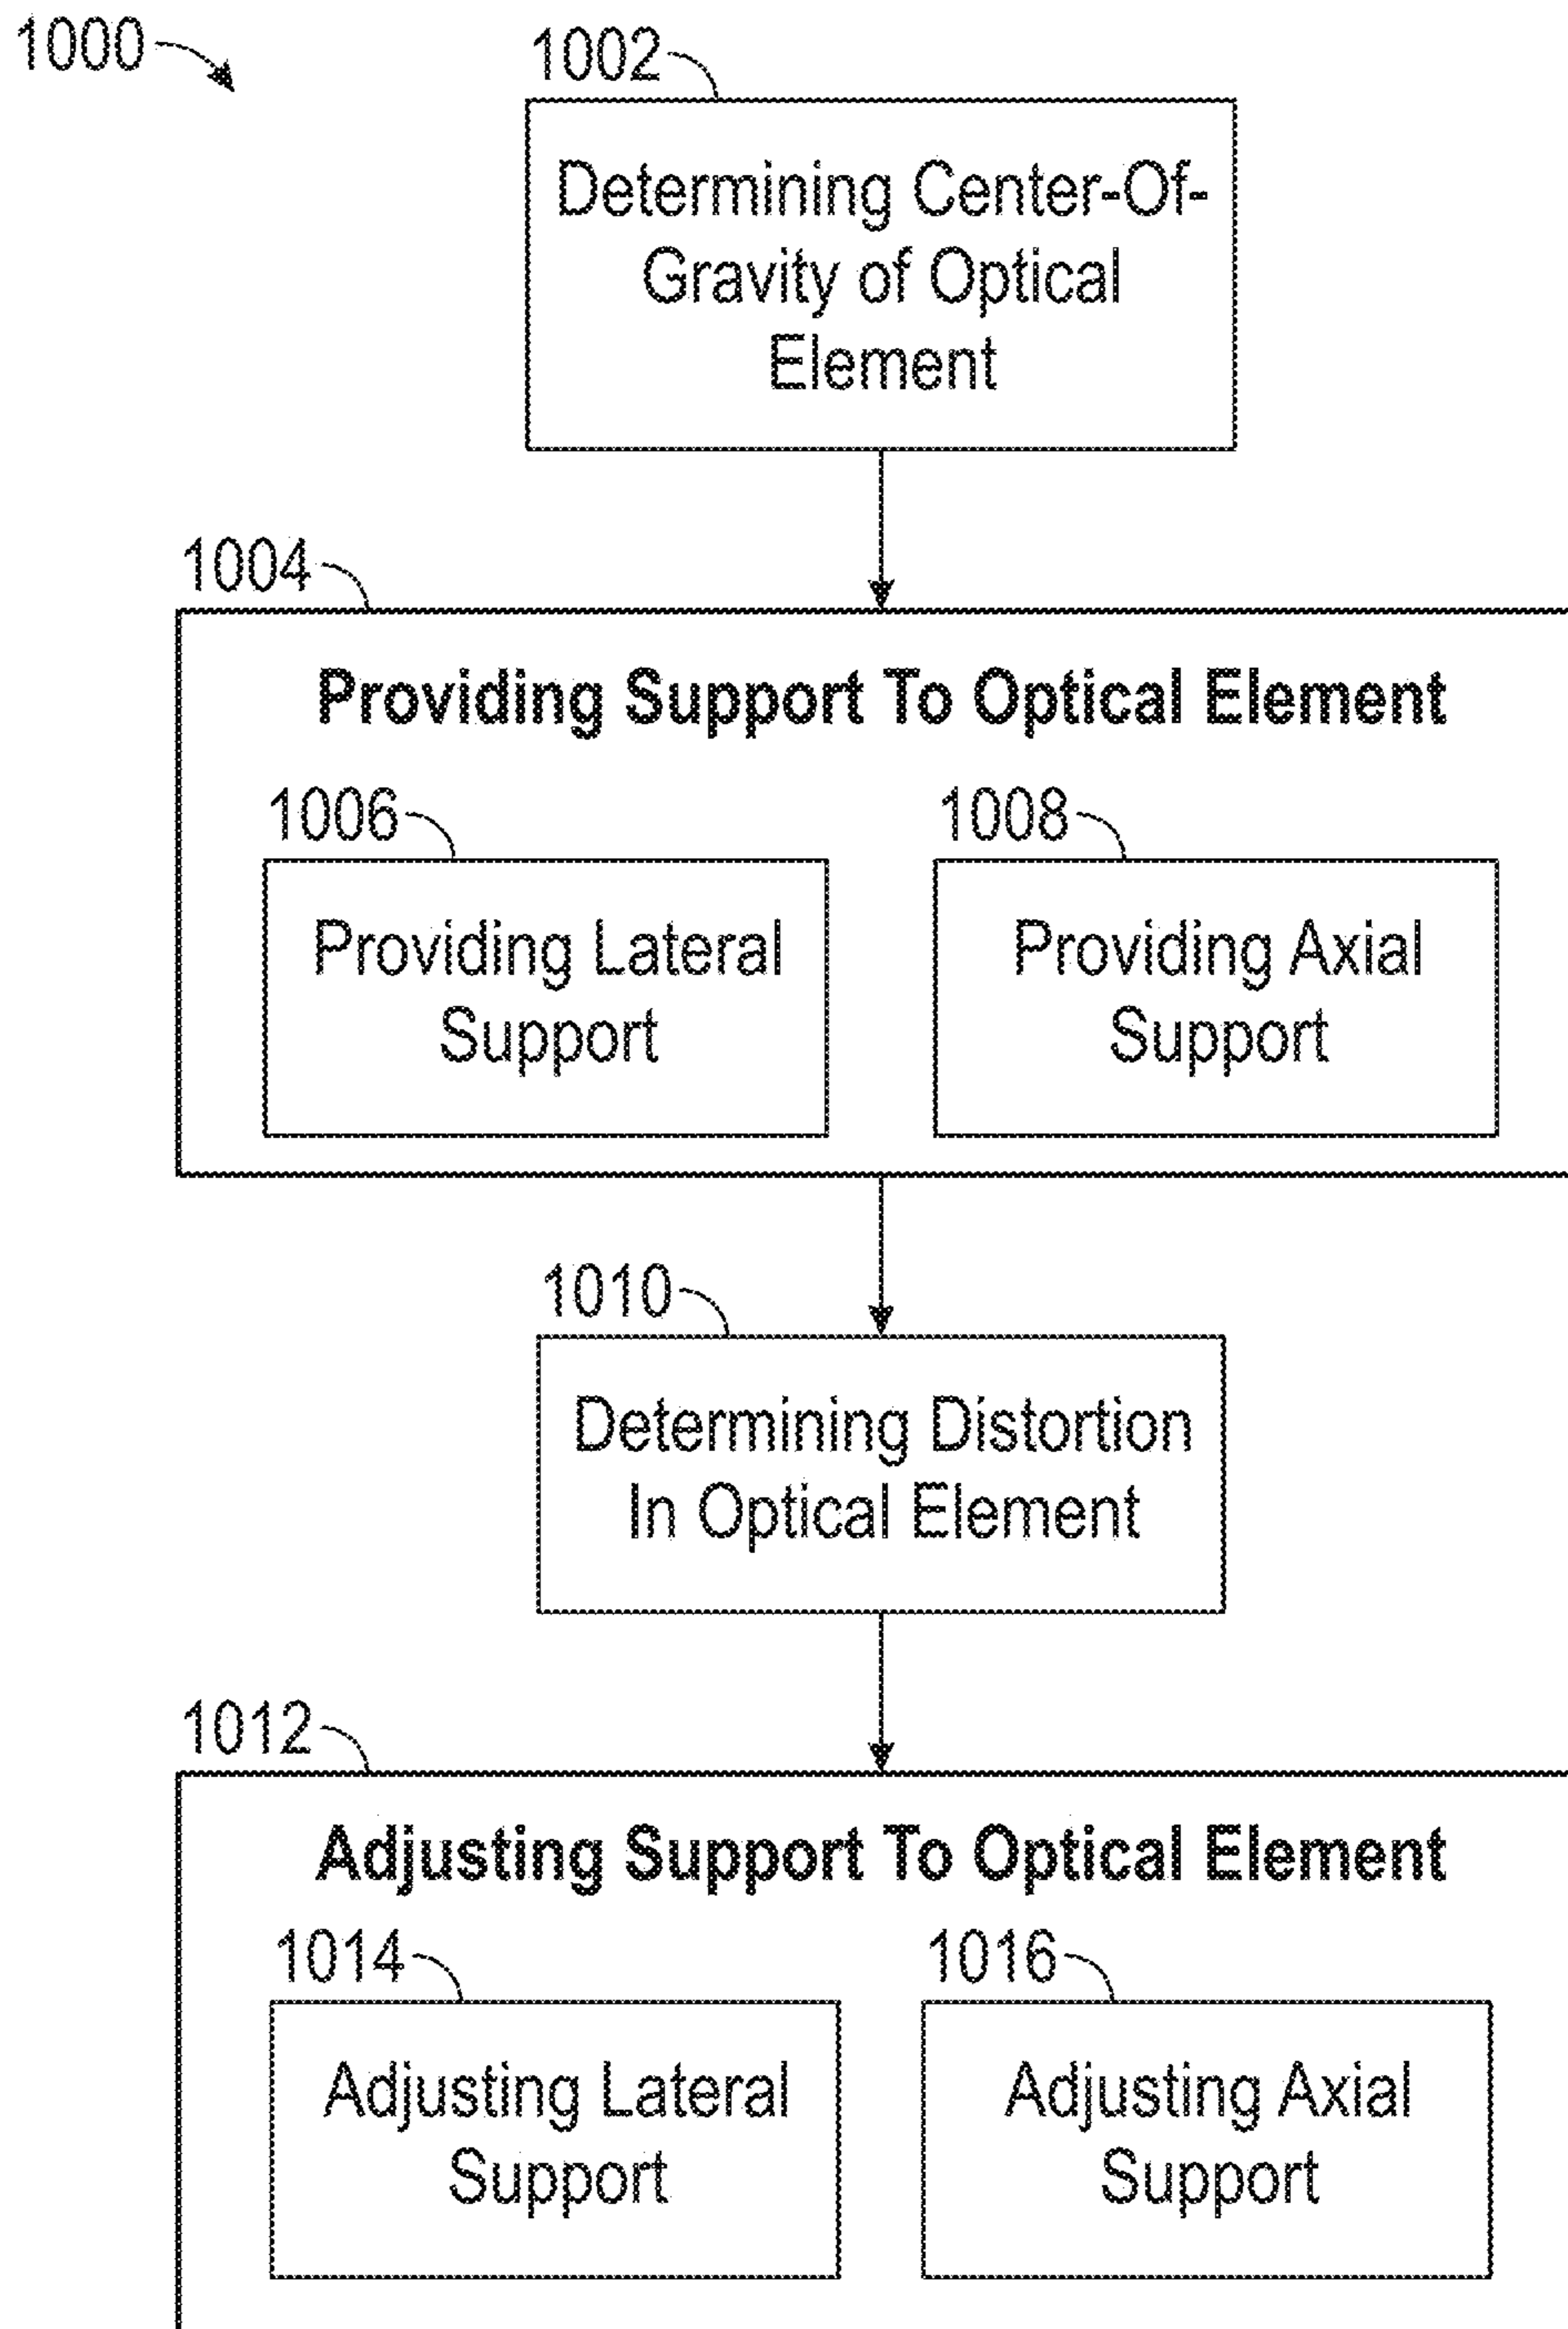 1000
1002
Determining Center-Of-
Gravity of Optical
Element
1004
Providing Support To Optical Element
1006
1008
Providing Lateral
Support
Providing Axial
Support
1010
Determining Distortion
In Optical Element
1012
Adjusting Support To Optical Element
1014
1016
Adjusting Lateral
Support
Adjusting Axial
Support